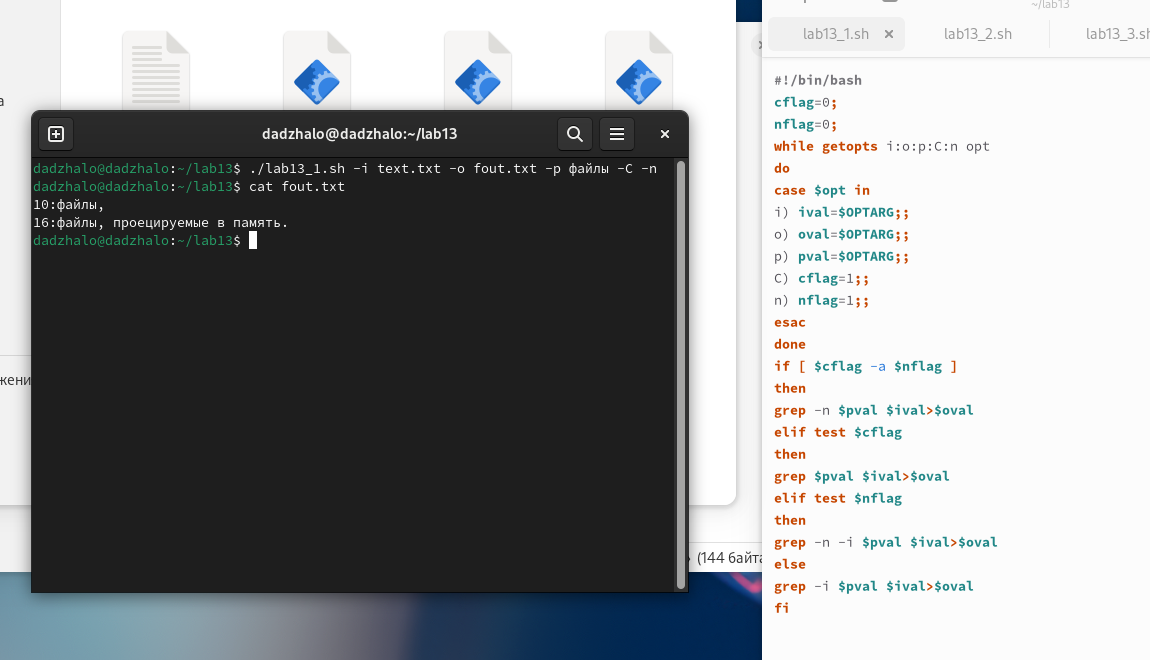 ~/lab13
lab13_1.sh ×
lab13_2.sh
lab13_3.sh
dadzhalo@dadzhalo:~/lab13
dadzhalo@dadzhalo:~/lab13$ ./lab13_1.sh -i text.txt -o fout.txt -p файлы -C -n
dadzhalo@dadzhalo:~/lab13$ cat fout.txt
10:файлы,
16:файлы, проецируемые в память.
dadzhalo@dadzhalo:~/lab13$
(144 байта
#!/bin/bash
cflag=0;
nflag=0;
while getopts i:o:p:C:n opt
do
case $opt in
i) ival=$OPTARG;;
o) oval=$OPTARG;;
p) pval=$OPTARG;;
C) cflag=1;;
n) nflag=1;;
esac
done
if [ $cflag -a $nflag ]
then
grep -n $pval $ival>$oval
elif test $cflag
then
grep $pval $ival>$oval
elif test $nflag
then
grep -n -i $pval $ival>$oval
else
grep -i $pval $ival>$oval
fi